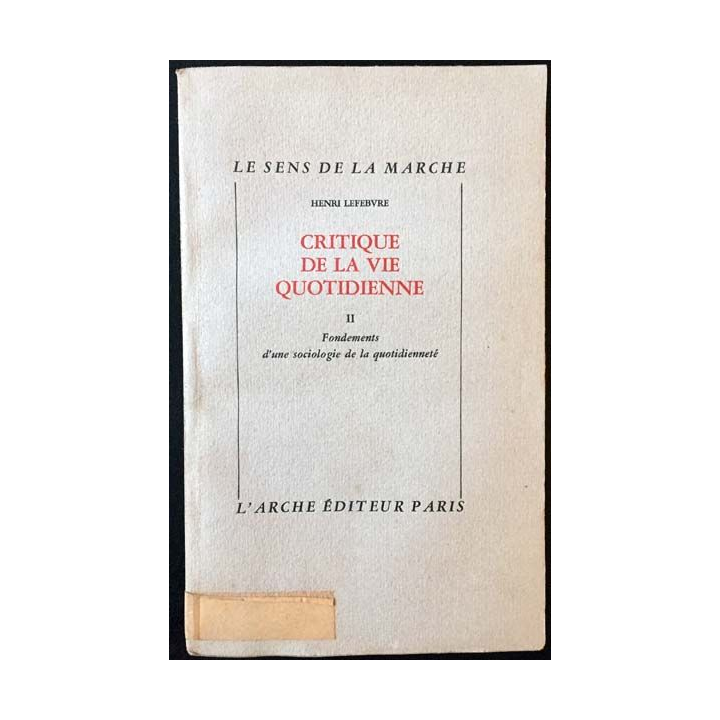 LE SENS DE LA MARCHE
HENRI LEFEBVRE
CRITIQUE
DE LA VIE
QUOTIDIENNE
II
Fondements
d'une sociologie de la quotidienneté
L'ARCHE ÉDITEUR PARIS